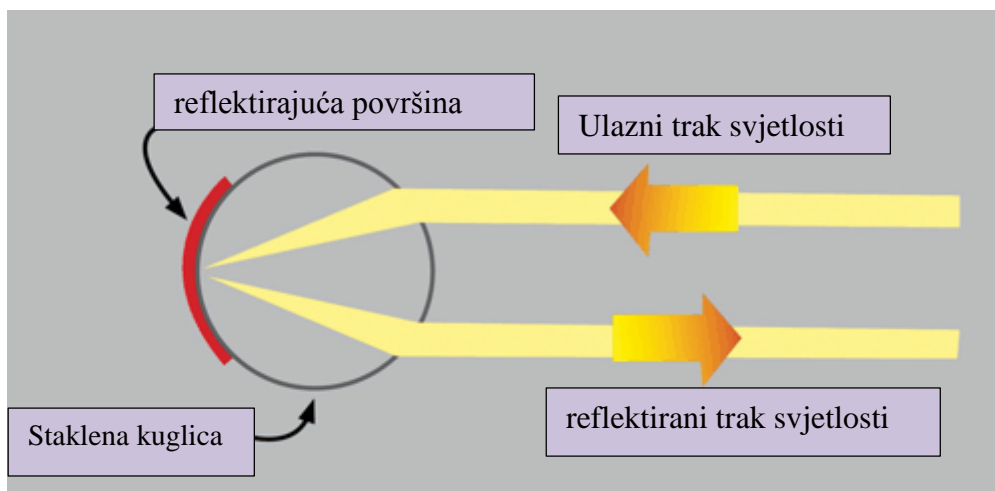 reflektirajuća površina
Ulazni trak svjetlosti
reflektirani trak svjetlosti
Staklena kuglica